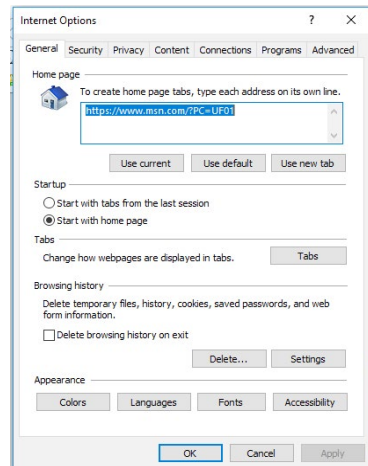 Internet Options ? ×
General Security Privacy Content Connections Programs Advanced
Home page
To create home page tabs, type each address on its own line.
https://www.msn.com/?PC=UF01
Use current Use default Use new tab
Startup
Start with tabs from the last session
Start with home page
Tabs
Change how webpages are displayed in tabs. Tabs
Browsing history
Delete temporary files, history, cookies, saved passwords, and web
form information.
Delete browsing history on exit
Delete... Settings
Appearance
Colors Languages Fonts Accessibility
OK Cancel Apply